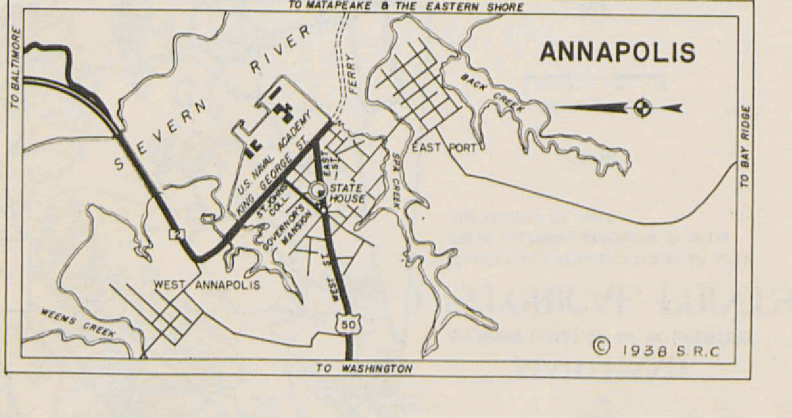 TO MATAPEAKE & THE EASTERN SHORE
TO BALTIMORE
ANNAPOLIS
SEVERN RIVER
FERRY
BACK CREEK
U.S. NAVAL ACADEMY
KING GEORGE ST
EAST PORT
EAST ST
SPA CREEK
STATE HOUSE
ST JOHNS COLL.
GOVERNOR'S MANSION
TO BAY RIDGE
2
WEST ANNAPOLIS
WEST ST
WEEMS CREEK
50
© 1938 S.R.C
TO WASHINGTON